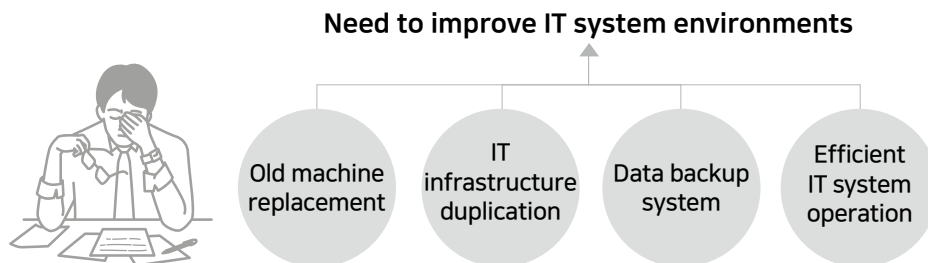 Need to improve IT system environments
Old machine
replacement
IT
infrastructure
duplication
Data backup
system
Efficient
IT system
operation